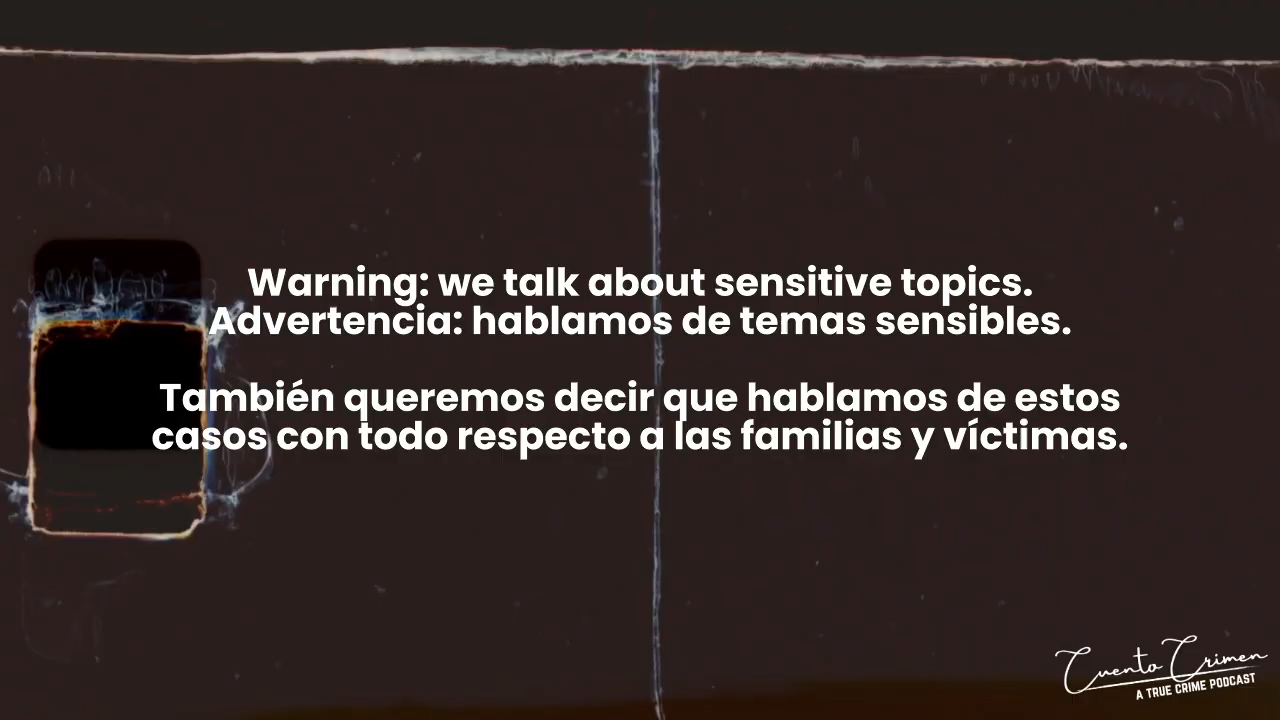 Warning: we talk about sensitive topics.
Advertencia: hablamos de temas sensibles.
También queremos decir que hablamos de estos
casos con todo respecto a las familias y víctimas.
Cuento Crimen
A TRUE CRIME PODCAST